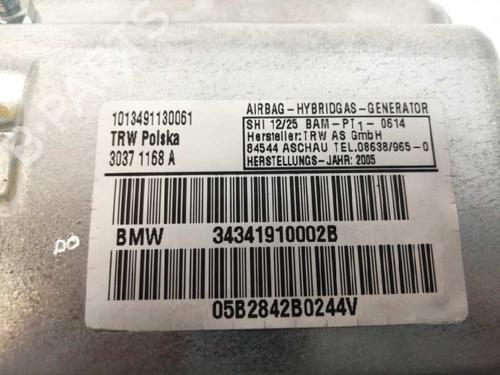 1013491130061
TRW Polska
3037 1168 A
AIRBAG-HYBRIDGAS-GENERATOR
SHI 12/25 BAM-PT1-0614
Hersteller:TRW AS GmbH
84544 ASCHAU TEL.08638/965-0
HERSTELLUNGS-JAHR:2005
BMW 34341910002B
05B2842B0244V